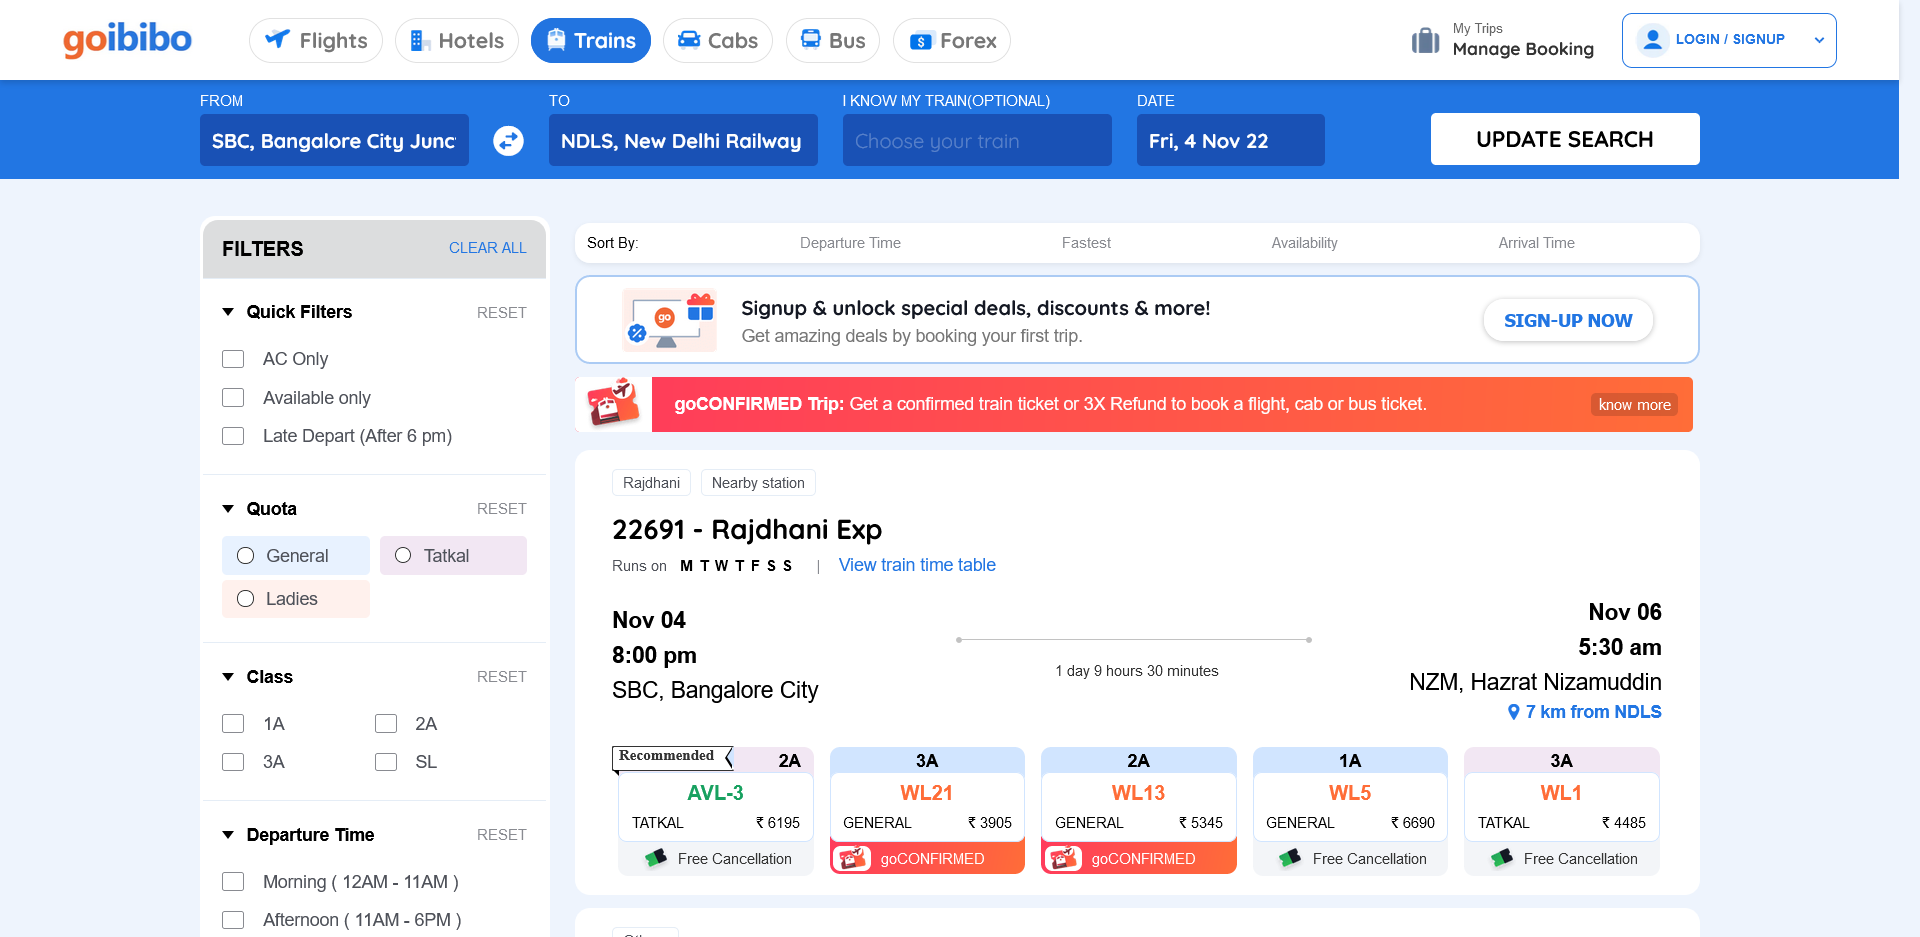 goibibo
Flights
Hotels
Trains
Cabs
Bus
Forex
My Trips
Manage Booking
LOGIN / SIGNUP
FROM
SBC, Bangalore City Junc
TO
NDLS, New Delhi Railway
I KNOW MY TRAIN(OPTIONAL)
Choose your train
DATE
Fri, 4 Nov 22
UPDATE SEARCH
FILTERS
CLEAR ALL
Quick Filters
RESET
AC Only
Available only
Late Depart (After 6 pm)
Quota
RESET
General
Tatkal
Ladies
Class
RESET
1A
2A
3A
SL
Departure Time
RESET
Morning ( 12AM - 11AM )
Afternoon ( 11AM - 6PM )
Sort By:
Departure Time
Fastest
Availability
Arrival Time
go
Signup & unlock special deals, discounts & more!
Get amazing deals by booking your first trip.
SIGN-UP NOW
goCONFIRMED Trip: Get a confirmed train ticket or 3X Refund to book a flight, cab or bus ticket.
know more
Rajdhani
Nearby station
22691 - Rajdhani Exp
Runs on M T W T F S S | View train time table
Nov 04
8:00 pm
SBC, Bangalore City
1 day 9 hours 30 minutes
Nov 06
5:30 am
NZM, Hazrat Nizamuddin
7 km from NDLS
Recommended
2A
AVL-3
TATKAL ₹ 6195
Free Cancellation
3A
WL21
GENERAL ₹ 3905
goCONFIRMED
2A
WL13
GENERAL ₹ 5345
goCONFIRMED
1A
WL5
GENERAL ₹ 6690
Free Cancellation
3A
WL1
TATKAL ₹ 4485
Free Cancellation